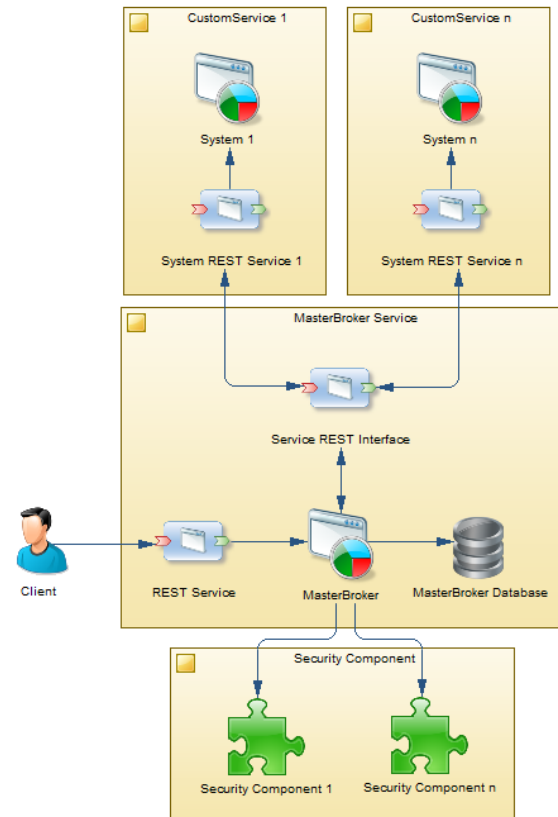 CustomService 1
CustomService n
System 1
System n
System REST Service 1
System REST Service n
MasterBroker Service
Service REST Interface
Client
REST Service
MasterBroker
MasterBroker Database
Security Component
Security Component 1
Security Component n